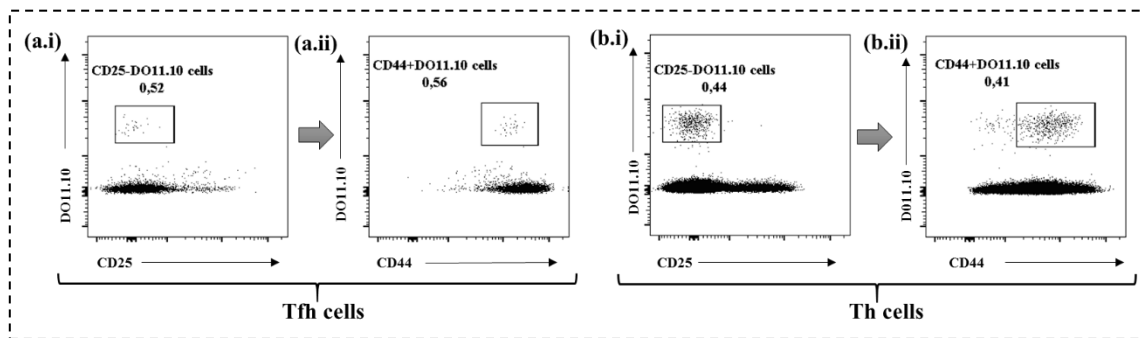 (a.i)
CD25-DO11.10 cells
0,52
DO11.10
CD25
(a.ii)
CD44+DO11.10 cells
0,56
DO11.10
CD44
Tfh cells
(b.i)
CD25-DO11.10 cells
0,44
DO11.10
CD25
(b.ii)
CD44+DO11.10 cells
0,41
D011.10
CD44
Th cells